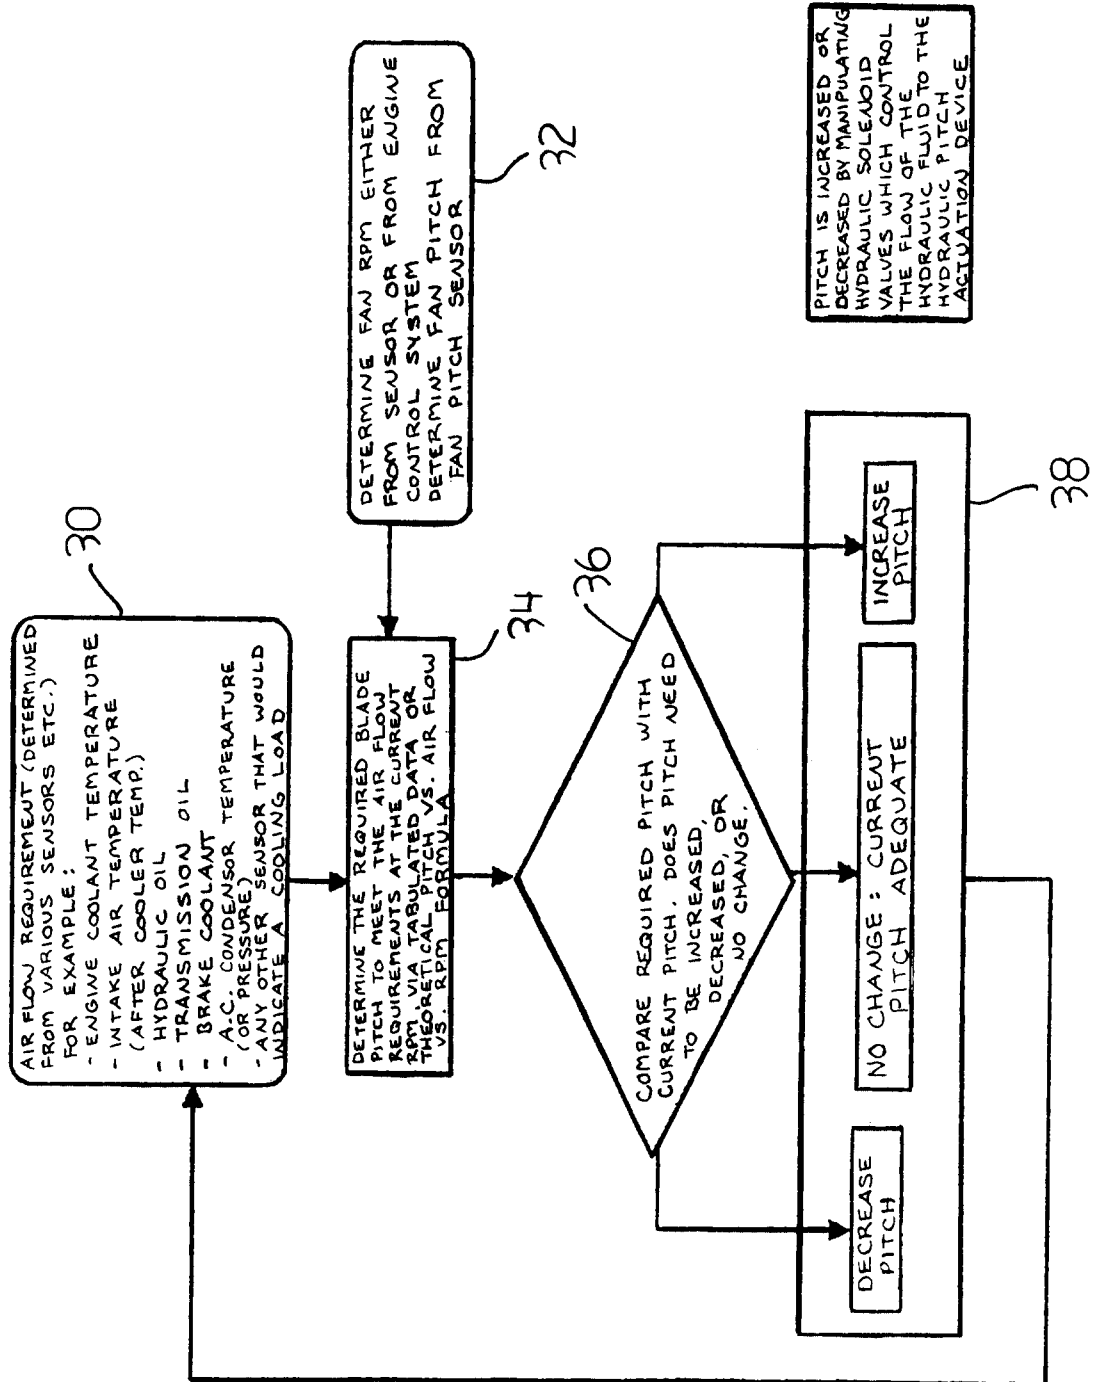 AIR FLOW REQUIREMENT (DETERMINED
FROM VARIOUS SENSORS ETC.)
FOR EXAMPLE:
- ENGINE COOLANT TEMPERATURE
- INTAKE AIR TEMPERATURE
(AFTER COOLER TEMP.)
- HYDRAULIC OIL
- TRANSMISSION OIL
- BRAKE COOLANT
- A.C. CONDENSOR TEMPERATURE
(OR PRESSURE)
- ANY OTHER SENSOR THAT WOULD
INDICATE A COOLING LOAD
30
DETERMINE FAN RPM EITHER
FROM SENSOR OR FROM ENGINE
CONTROL SYSTEM
DETERMINE FAN PITCH FROM
FAN PITCH SENSOR
32
DETERMINE THE REQUIRED BLADE
PITCH TO MEET THE AIR FLOW
REQUIREMENTS AT THE CURRENT
RPM, VIA TABULATED DATA OR
THEORETICAL PITCH VS. AIR FLOW
VS. RPM FORMULA
34
COMPARE REQUIRED PITCH WITH
CURRENT PITCH. DOES PITCH NEED
TO BE INCREASED,
DECREASED, OR
NO CHANGE.
36
DECREASE
PITCH
NO CHANGE: CURRENT
PITCH ADEQUATE
INCREASE
PITCH
38
PITCH IS INCREASED OR
DECREASED BY MANIPULATING
HYDRAULIC SOLENOID
VALUES WHICH CONTROL
THE FLOW OF THE
HYDRAULIC FLUID TO THE
HYDRAULIC PITCH
ACTUATION DEVICE